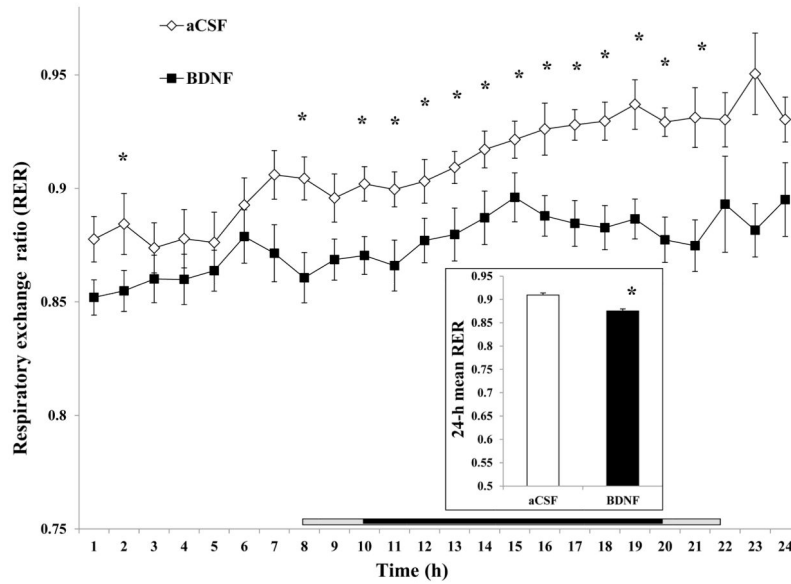 aCSF
BDNF
* * * * * * * * * * * * * *
Respiratory exchange ratio (RER)
0.95
0.9
0.85
0.8
0.75
24-h mean RER
0.95
0.9
0.85
0.8
0.75
0.7
0.65
0.6
0.55
0.5
*
aCSF BDNF
1 2 3 4 5 6 7 8 9 10 11 12 13 14 15 16 17 18 19 20 21 22 23 24
Time (h)